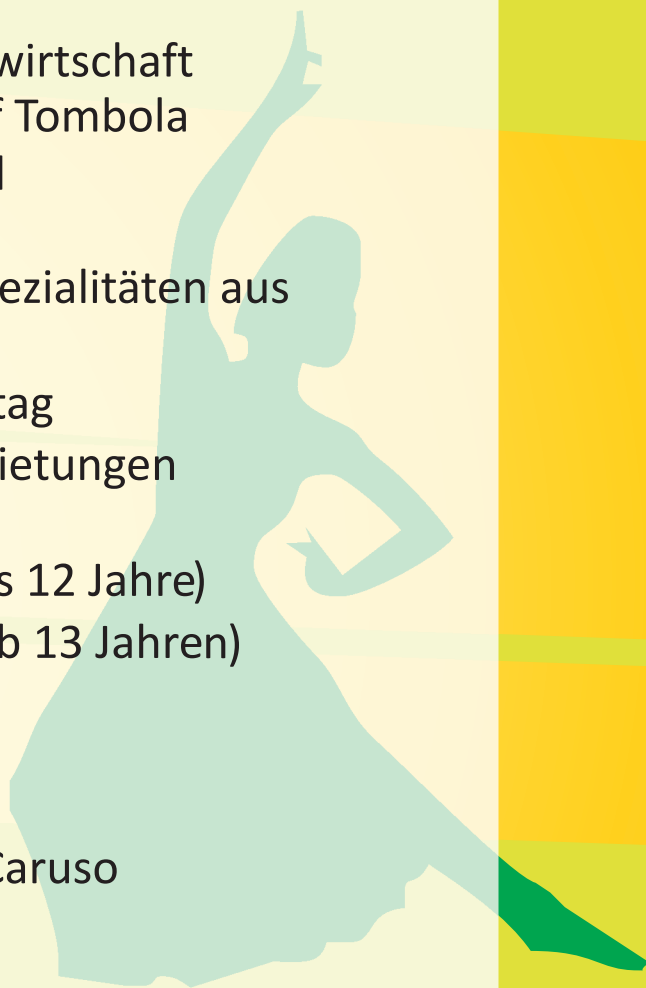 wirtschaft
f Tombola
l
ezialitäten aus
tag
ietungen
s 12 Jahre)
b 13 Jahren)
Caruso